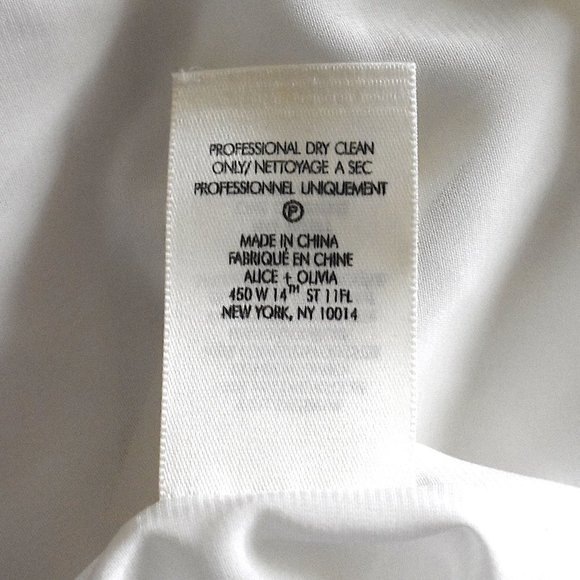 PROFESSIONAL DRY CLEAN
ONLY/ NETTOYAGE A SEC
PROFESSIONNEL UNIQUEMENT
P
MADE IN CHINA
FABRIQUÉ EN CHINE
ALICE + OLIVIA
450 W 14TH ST 11FL
NEW YORK, NY 10014